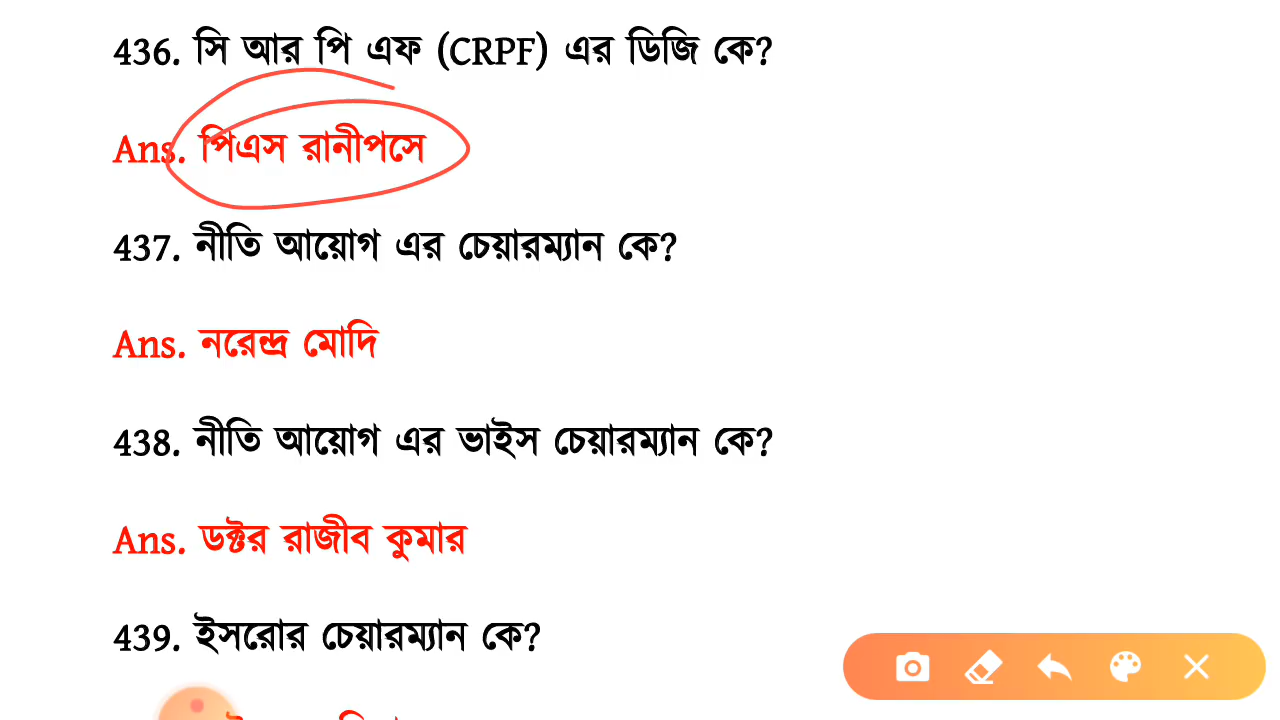 436. সি আর পি এফ (CRPF) এর ডিজি কে?
Ans. পিএস রানীপসে
437. নীতি আয়োগ এর চেয়ারম্যান কে?
Ans. নরেন্দ্র মোদি
438. নীতি আয়োগ এর ভাইস চেয়ারম্যান কে?
Ans. ডক্টর রাজীব কুমার
439. ইসরোর চেয়ারম্যান কে?